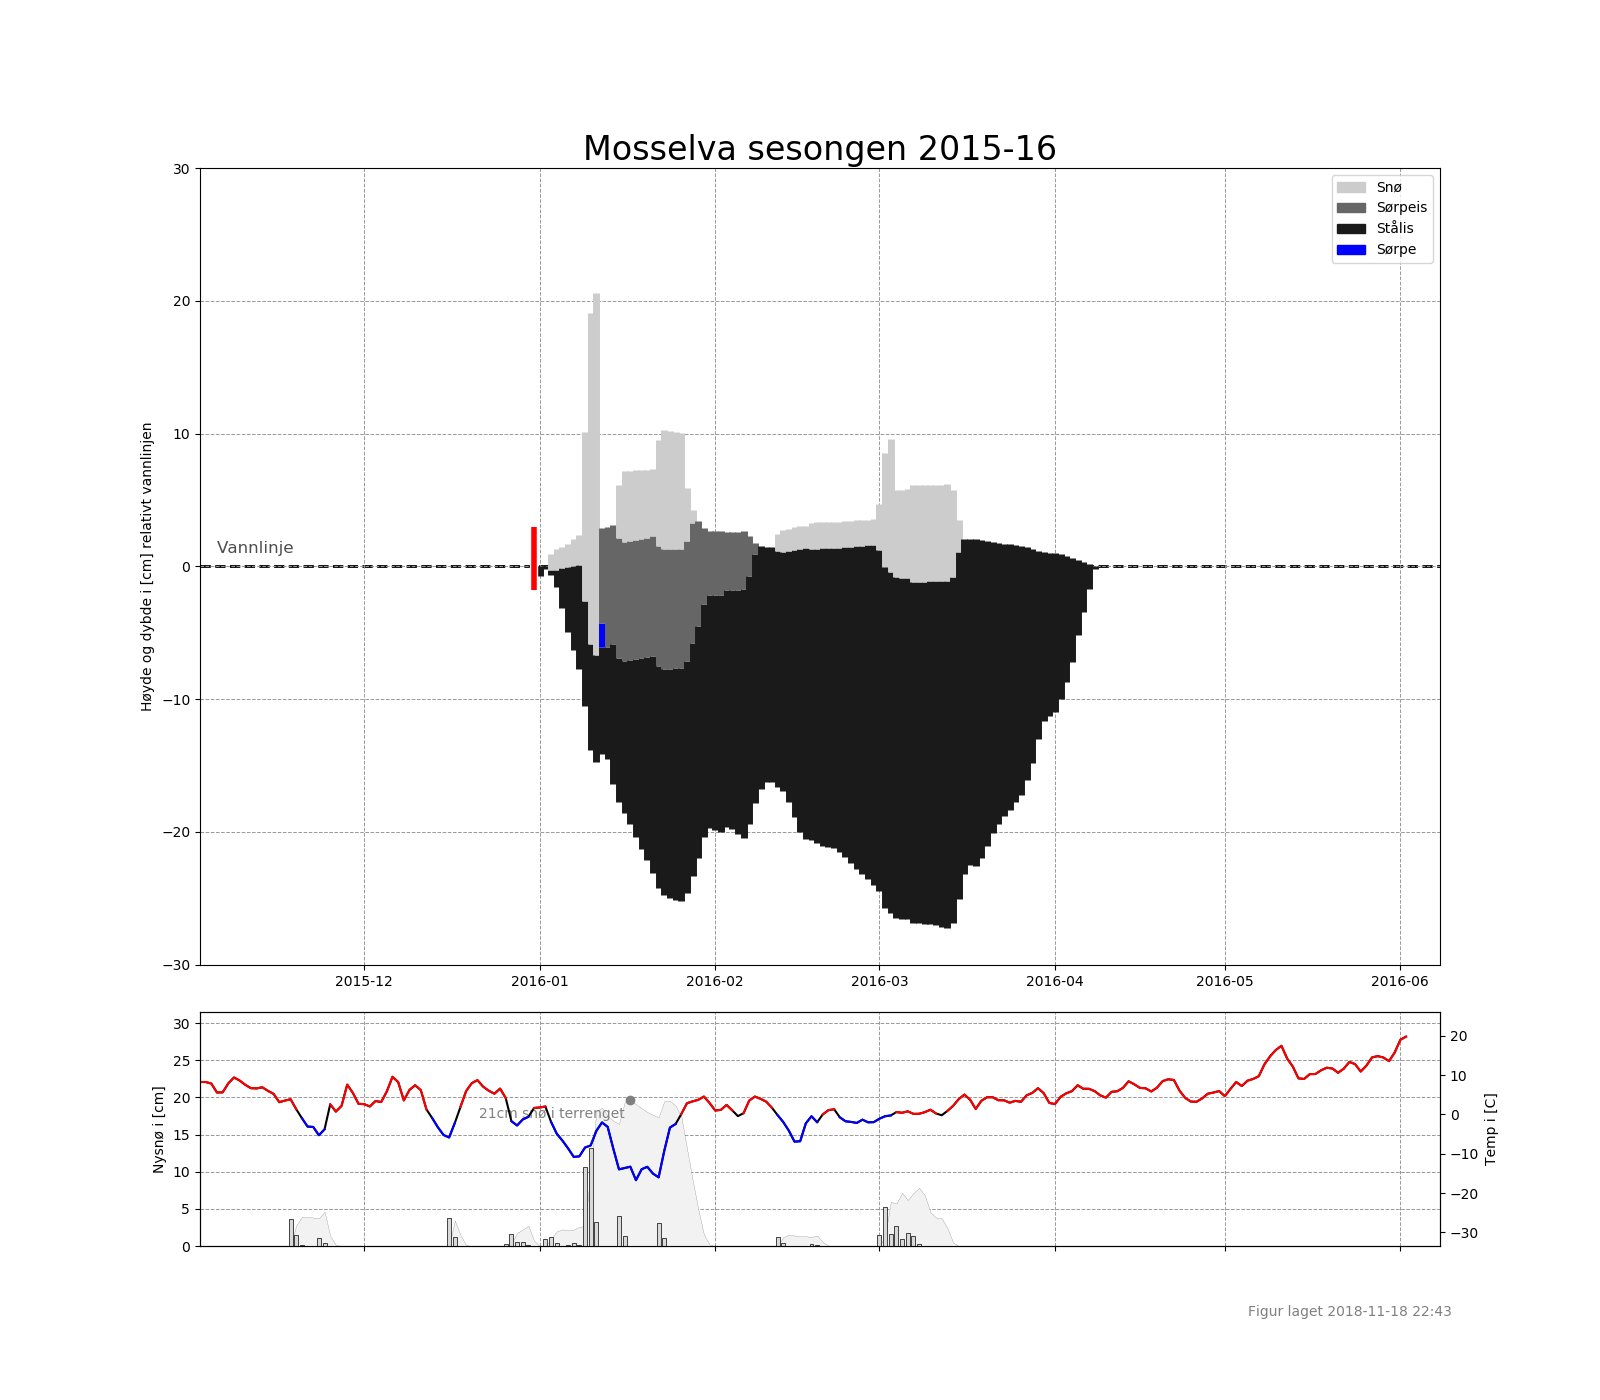 Mosselva sesongen 2015-16
30
20
10
0
−10
−20
−30
Høyde og dybde i [cm] relativt vannlinjen
Vannlinje
Snø
Sørpeis
Stålis
Sørpe
2015-12
2016-01
2016-02
2016-03
2016-04
2016-05
2016-06
30
25
20
15
10
5
0
Nysnø i [cm]
21cm snø i terrenget
20
10
0
−10
−20
−30
Temp i [C]
Figur laget 2018-11-18 22:43